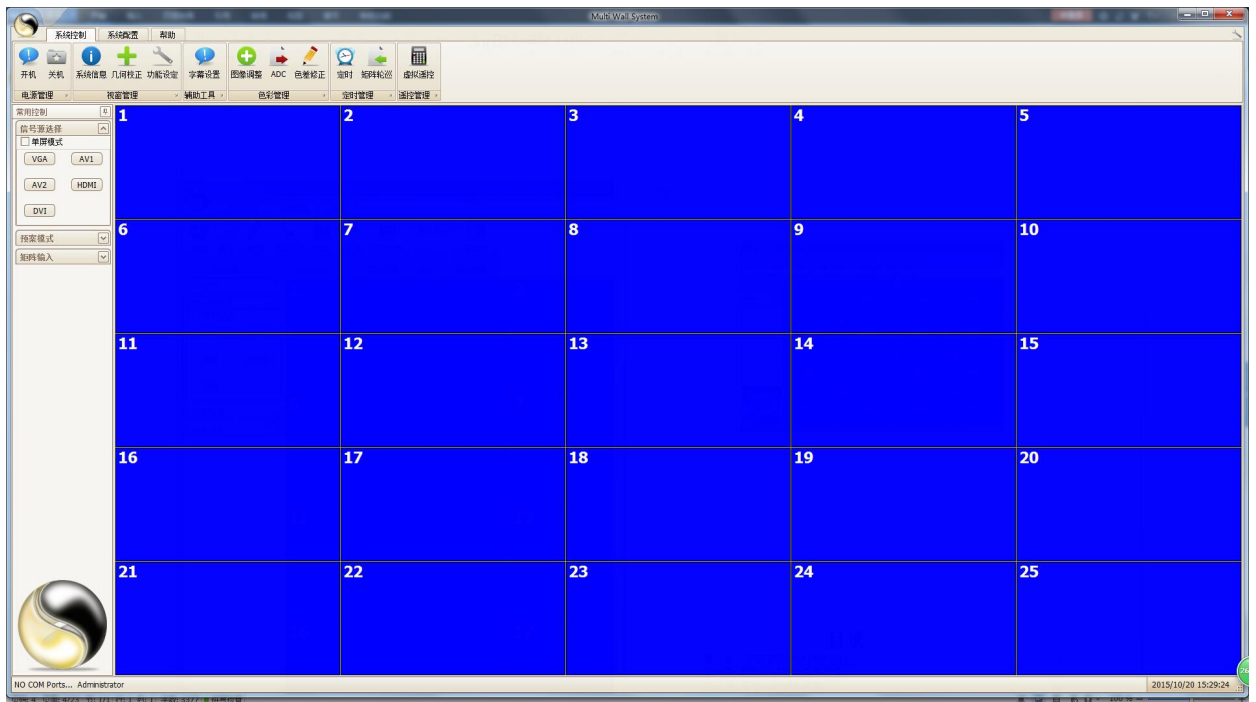 Multi Wall System
系统控制 系统配置 帮助
开机 关机 系统信息 几何校正 功能设定 字幕设置 图像调整 ADC 色差修正 定时 矩阵轮巡 虚拟遥控
电源管理 视窗管理 辅助工具 色彩管理 定时管理 遥控管理
常用控制
信号源选择
单屏模式
VGA AV1
AV2 HDMI
DVI
预案模式
矩阵输入
1 2 3 4 5
6 7 8 9 10
11 12 13 14 15
16 17 18 19 20
21 22 23 24 25
NO COM Ports... Administrator 2015/10/20 15:29:24